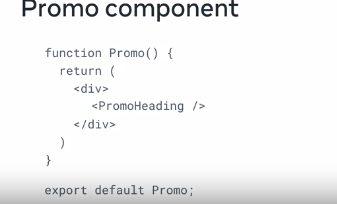 Promo component
function Promo() {
return (
<div>
<PromoHeading />
</div>
)
}
export default Promo;